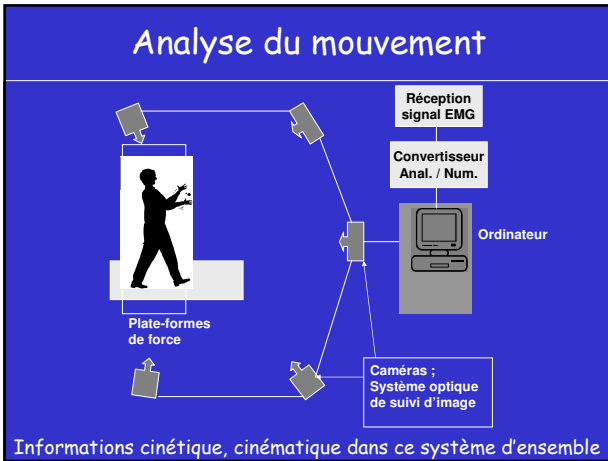 Analyse du mouvement
Réception
signal EMG
Convertisseur
Anal. / Num.
Ordinateur
Plate-formes
de force
Caméras ;
Système optique
de suivi d'image
Informations cinétique, cinématique dans ce système d'ensemble